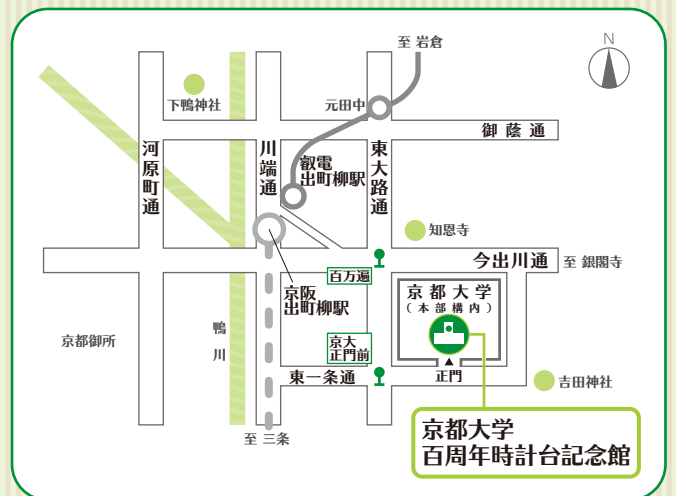 至 岩倉
N
下鴨神社
元田中
御蔭通
河原町通
川端通
叡電
出町柳駅
東大路通
知恩寺
今出川通
至 銀閣寺
百万遍
京阪
出町柳駅
京都大学
(本部構内)
京都御所
鴨川
京大
正門前
東一条通
正門
吉田神社
至 三条
京都大学
百周年時計台記念館